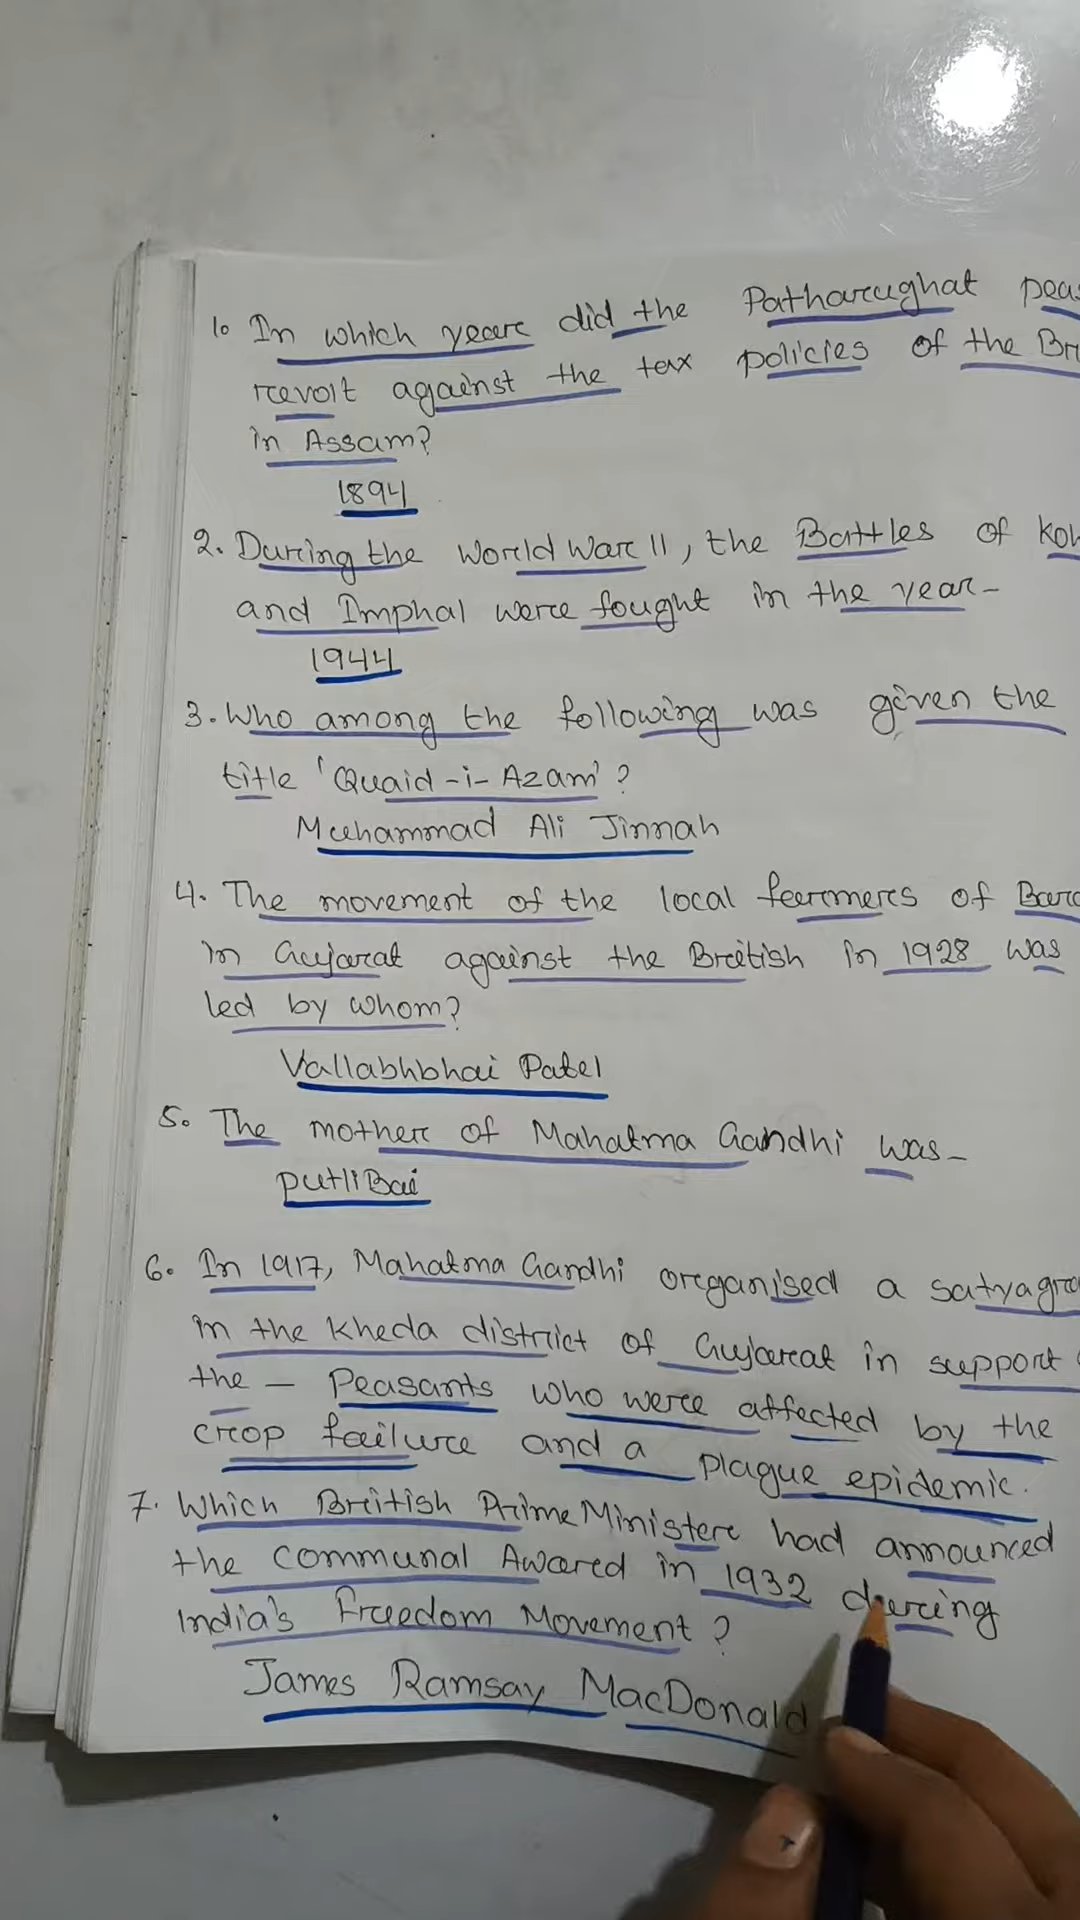 1. In which year did the Patharughat peas
revolt against the tax policies of the Bri
in Assam?
1894
2. During the World War II, the Battles of Koh
and Imphal were fought in the year-
1944
3. Who among the following was given the
title 'Quaid-i-Azam'?
Muhammad Ali Jinnah
4. The movement of the local farmers of Bard
in Gujarat against the British in 1928 was
led by whom?
Vallabhbhai Patel
5. The mother of Mahatma Gandhi was-
PutliBai
6. In 1917, Mahatma Gandhi organised a satyagra
in the Kheda district of Gujarat in support
the - Peasants who were affected by the
crop failure and a plague epidemic.
7. Which British Prime Minister had announced
the Communal Award in 1932 during
India's Freedom Movement?
James Ramsay MacDonald